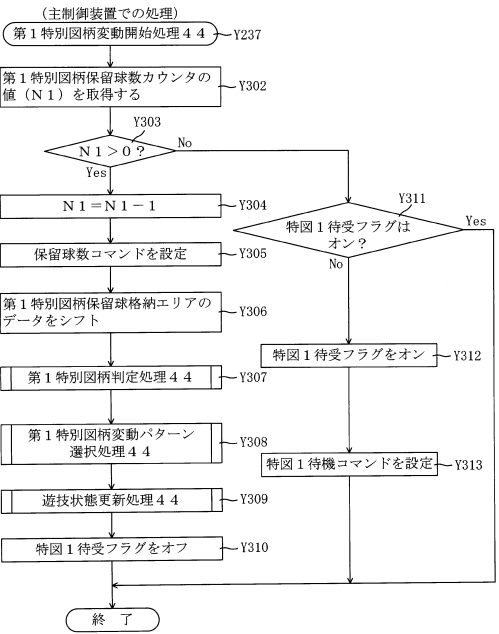 （主制御装置での処理）
第１特別図柄変動開始処理４４
Y237
第１特別図柄保留球数カウンタの
値（Ｎ１）を取得する
Y302
Y303
Ｎ１＞０？
No
Yes
Ｎ１＝Ｎ１－１
Y304
保留球数コマンドを設定
Y305
第１特別図柄保留球格納エリアの
データをシフト
Y306
第１特別図柄判定処理４４
Y307
第１特別図柄変動パターン
選択処理４４
Y308
遊技状態更新処理４４
Y309
特図１待受フラグをオフ
Y310
Y311
特図１待受フラグは
オン？
Yes
No
特図１待受フラグをオン
Y312
特図１待機コマンドを設定
Y313
終　了